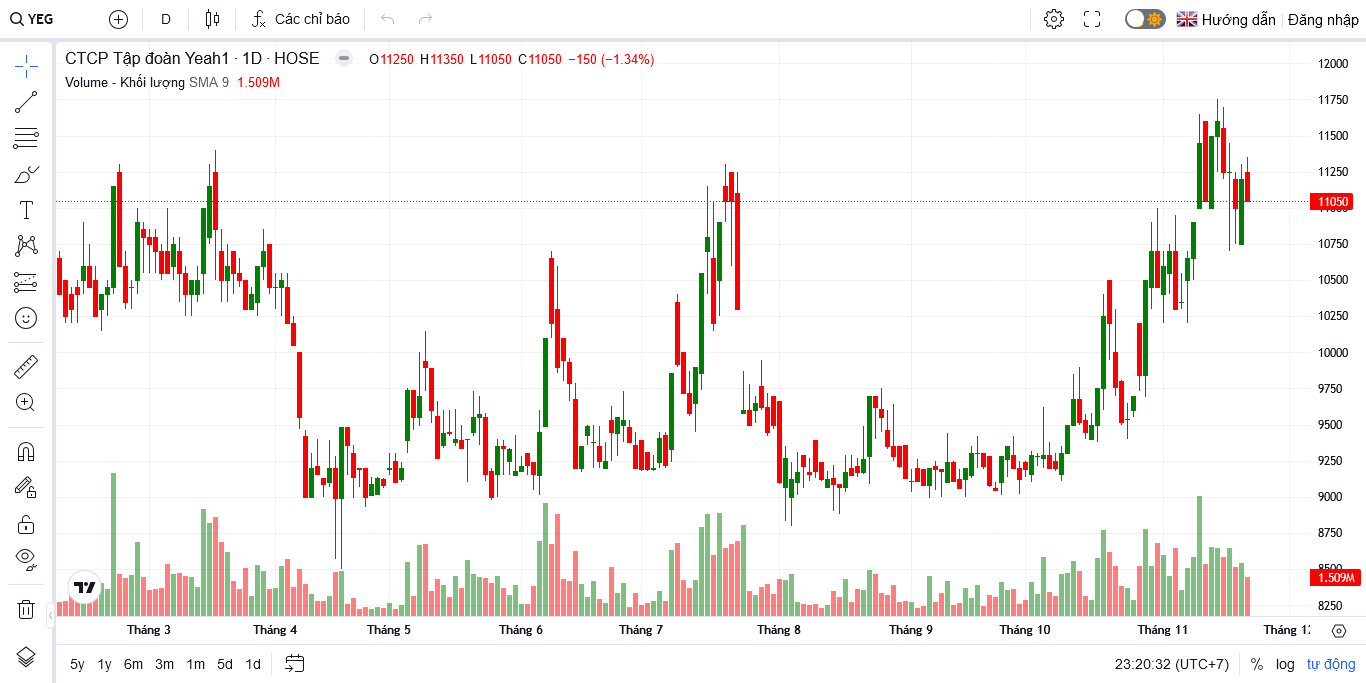 YEG D Các chỉ báo Hướng dẫn Đăng nhập
CTCP Tập đoàn Yeah1 · 1D · HOSE O11250 H11350 L11050 C11050 −150 (−1.34%)
Volume - Khối lượng SMA 9 1.509M
12000
11750
11500
11250
11050
11000
10750
10500
10250
10000
9750
9500
9250
9000
8750
8500
1.509M
8250
Tháng 3 Tháng 4 Tháng 5 Tháng 6 Tháng 7 Tháng 8 Tháng 9 Tháng 10 Tháng 11 Tháng 12
5y 1y 6m 3m 1m 5d 1d 23:20:32 (UTC+7) % log tự động